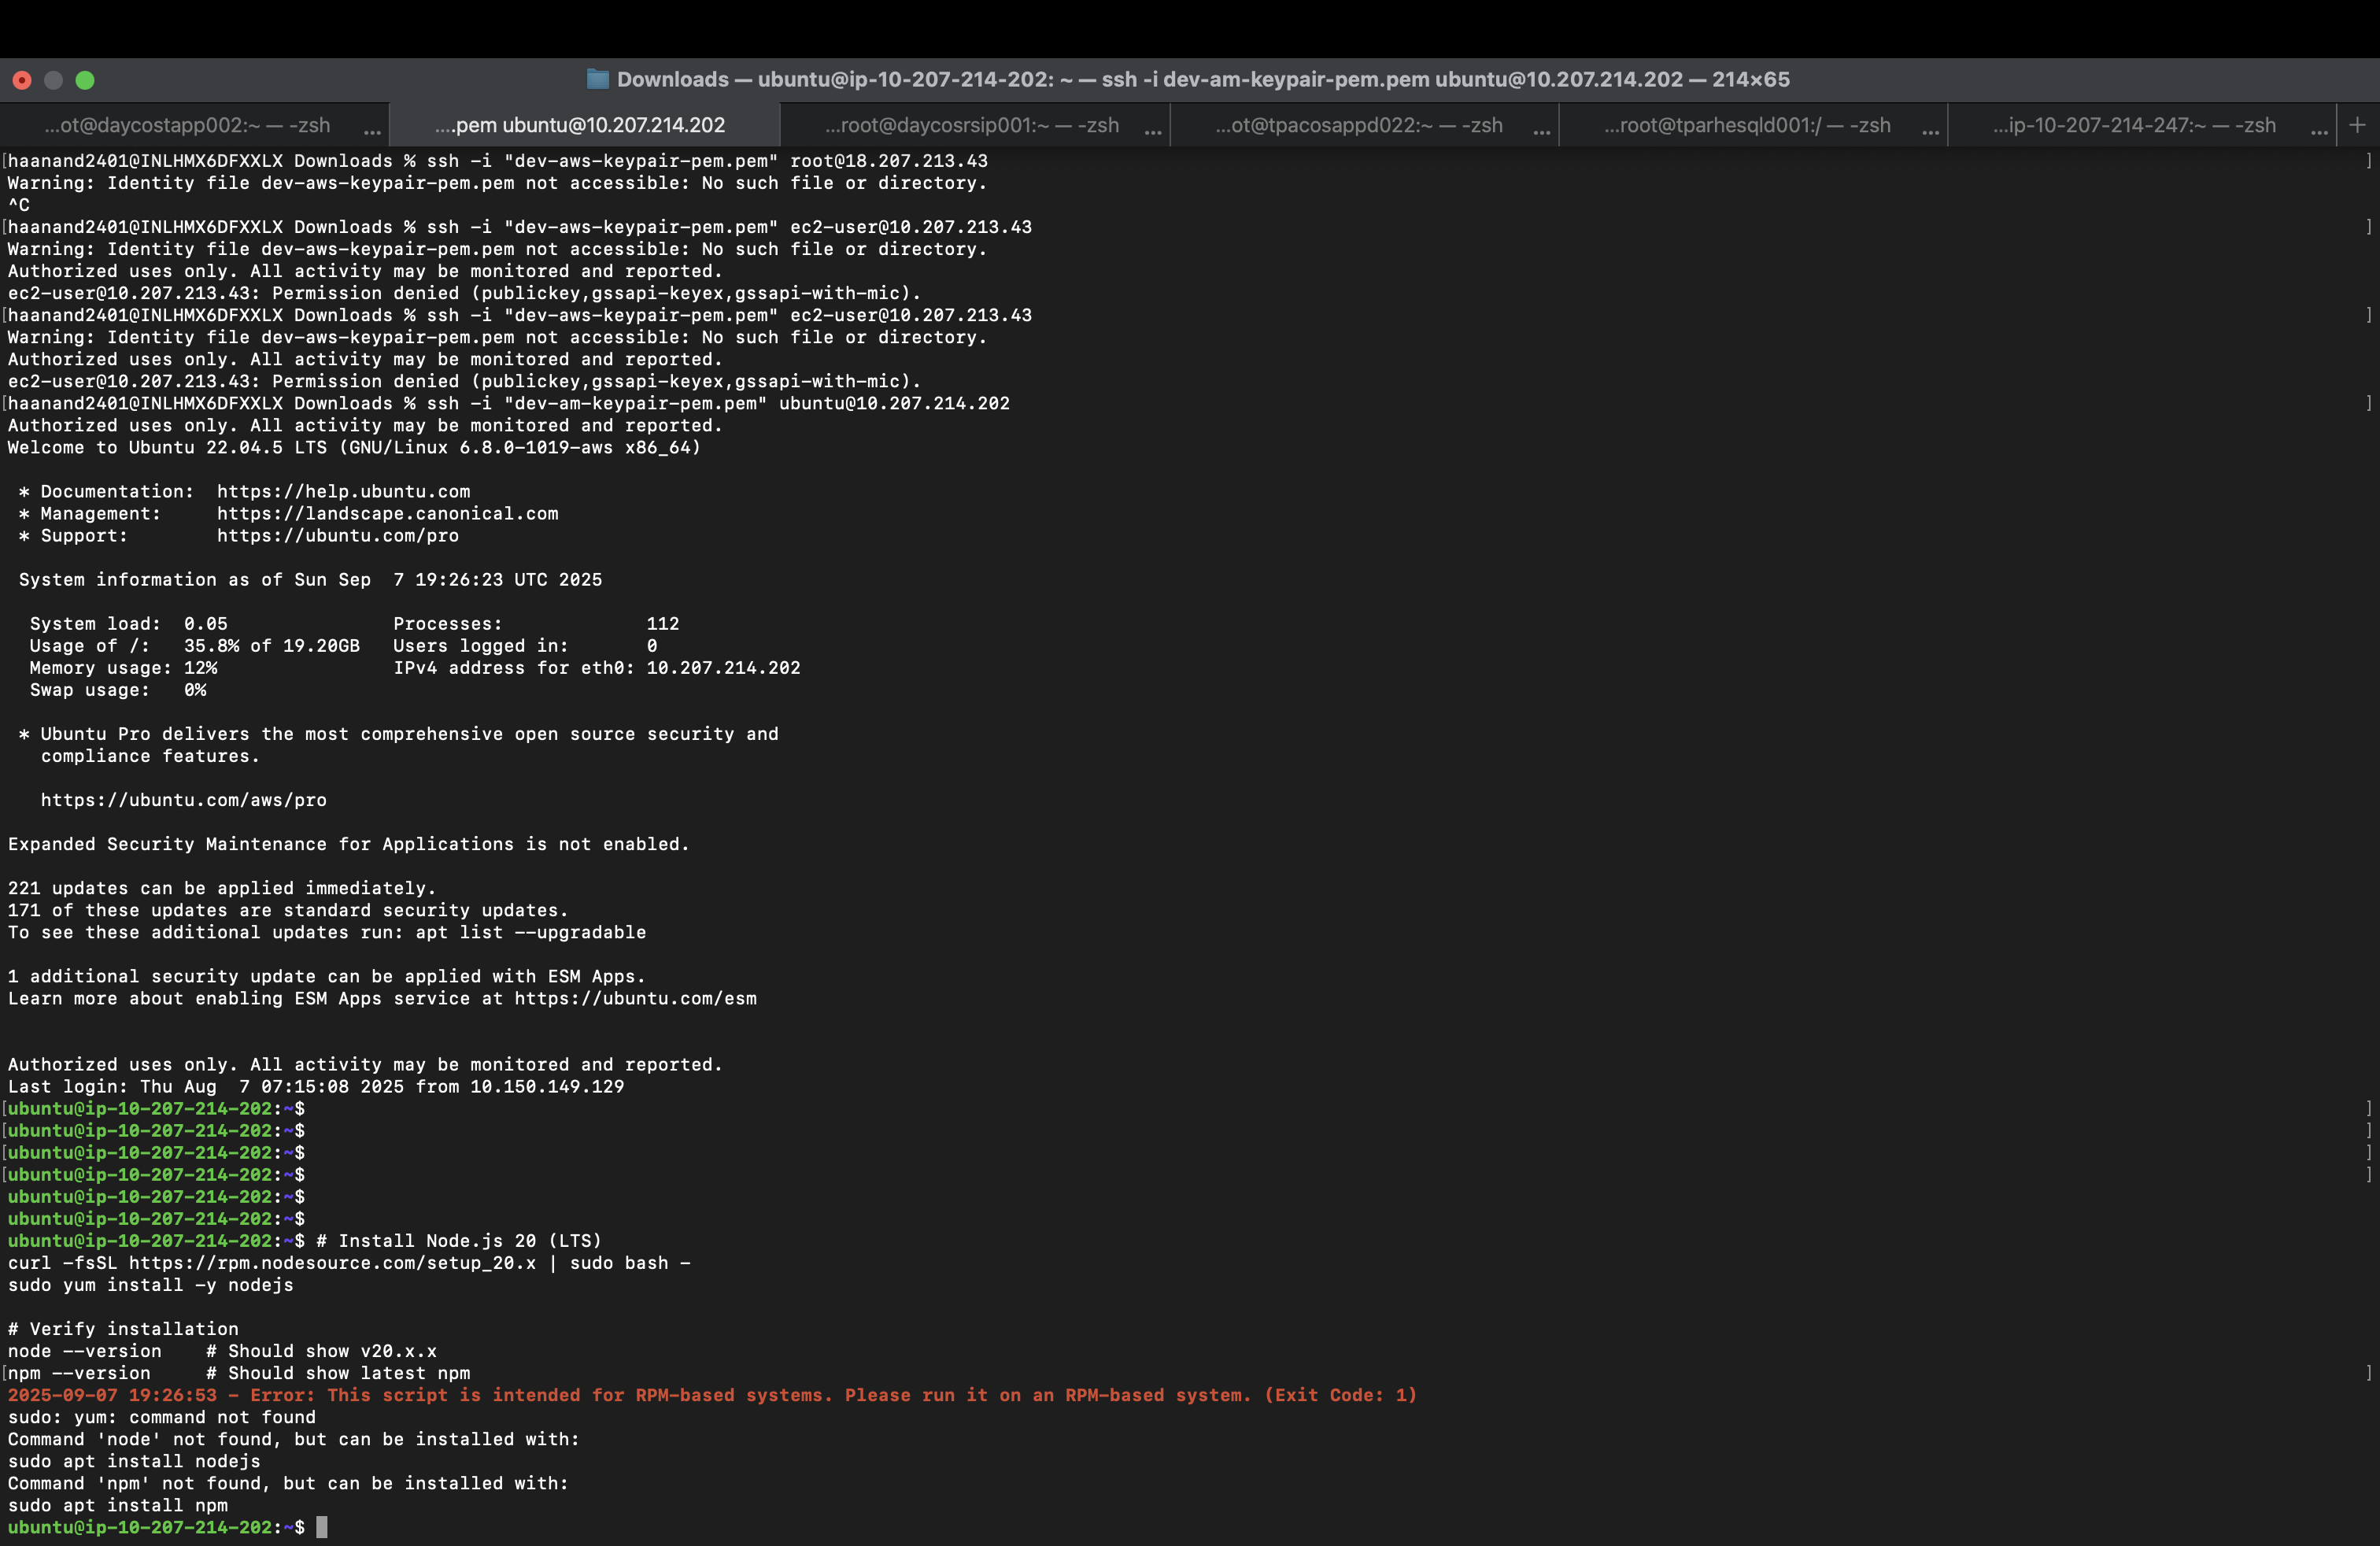 Downloads — ubuntu@ip-10-207-214-202: ~ — ssh -i dev-am-keypair-pem.pem ubuntu@10.207.214.202 — 214×65
...ot@daycostapp002:~ — -zsh ... ....pem ubuntu@10.207.214.202 ...root@daycosrsip001:~ — -zsh ... ...ot@tpacosappd022:~ — -zsh ... ...root@tparhesqld001:/ — -zsh ... ...ip-10-207-214-247:~ — -zsh ... +
[haanand2401@INLHMX6DFXXLX Downloads % ssh -i "dev-aws-keypair-pem.pem" root@18.207.213.43 ]
Warning: Identity file dev-aws-keypair-pem.pem not accessible: No such file or directory.
^C
[haanand2401@INLHMX6DFXXLX Downloads % ssh -i "dev-aws-keypair-pem.pem" ec2-user@10.207.213.43 ]
Warning: Identity file dev-aws-keypair-pem.pem not accessible: No such file or directory.
Authorized uses only. All activity may be monitored and reported.
ec2-user@10.207.213.43: Permission denied (publickey,gssapi-keyex,gssapi-with-mic).
[haanand2401@INLHMX6DFXXLX Downloads % ssh -i "dev-aws-keypair-pem.pem" ec2-user@10.207.213.43 ]
Warning: Identity file dev-aws-keypair-pem.pem not accessible: No such file or directory.
Authorized uses only. All activity may be monitored and reported.
ec2-user@10.207.213.43: Permission denied (publickey,gssapi-keyex,gssapi-with-mic).
[haanand2401@INLHMX6DFXXLX Downloads % ssh -i "dev-am-keypair-pem.pem" ubuntu@10.207.214.202 ]
Authorized uses only. All activity may be monitored and reported.
Welcome to Ubuntu 22.04.5 LTS (GNU/Linux 6.8.0-1019-aws x86_64)
* Documentation:  https://help.ubuntu.com
* Management:     https://landscape.canonical.com
* Support:        https://ubuntu.com/pro
System information as of Sun Sep  7 19:26:23 UTC 2025
System load:  0.05               Processes:             112
Usage of /:   35.8% of 19.20GB   Users logged in:       0
Memory usage: 12%                IPv4 address for eth0: 10.207.214.202
Swap usage:   0%
* Ubuntu Pro delivers the most comprehensive open source security and
compliance features.
https://ubuntu.com/aws/pro
Expanded Security Maintenance for Applications is not enabled.
221 updates can be applied immediately.
171 of these updates are standard security updates.
To see these additional updates run: apt list --upgradable
1 additional security update can be applied with ESM Apps.
Learn more about enabling ESM Apps service at https://ubuntu.com/esm
Authorized uses only. All activity may be monitored and reported.
Last login: Thu Aug  7 07:15:08 2025 from 10.150.149.129
[ubuntu@ip-10-207-214-202:~$ ]
[ubuntu@ip-10-207-214-202:~$ ]
[ubuntu@ip-10-207-214-202:~$ ]
[ubuntu@ip-10-207-214-202:~$ ]
ubuntu@ip-10-207-214-202:~$
ubuntu@ip-10-207-214-202:~$
ubuntu@ip-10-207-214-202:~$ # Install Node.js 20 (LTS)
curl -fsSL https://rpm.nodesource.com/setup_20.x | sudo bash -
sudo yum install -y nodejs
# Verify installation
node --version    # Should show v20.x.x
[npm --version     # Should show latest npm ]
2025-09-07 19:26:53 - Error: This script is intended for RPM-based systems. Please run it on an RPM-based system. (Exit Code: 1)
sudo: yum: command not found
Command 'node' not found, but can be installed with:
sudo apt install nodejs
Command 'npm' not found, but can be installed with:
sudo apt install npm
ubuntu@ip-10-207-214-202:~$